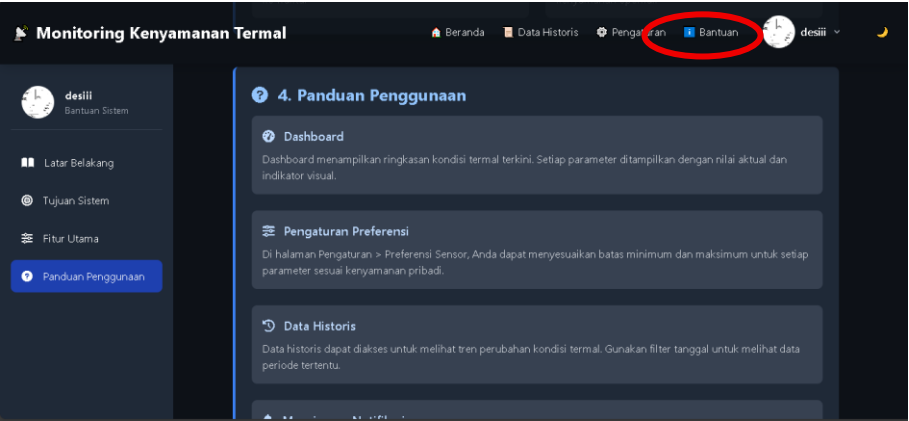 Monitoring Kenyamanan Termal
Beranda
Data Historis
Pengaturan
Bantuan
desiii
desiii
Bantuan Sistem
Latar Belakang
Tujuan Sistem
Fitur Utama
Panduan Penggunaan
4. Panduan Penggunaan
Dashboard
Dashboard menampilkan ringkasan kondisi termal terkini. Setiap parameter ditampilkan dengan nilai aktual dan
indikator visual.
Pengaturan Preferensi
Di halaman Pengaturan > Preferensi Sensor, Anda dapat menyesuaikan batas minimum dan maksimum untuk setiap
parameter sesuai kenyamanan pribadi.
Data Historis
Data historis dapat diakses untuk melihat tren perubahan kondisi termal. Gunakan filter tanggal untuk melihat data
periode tertentu.